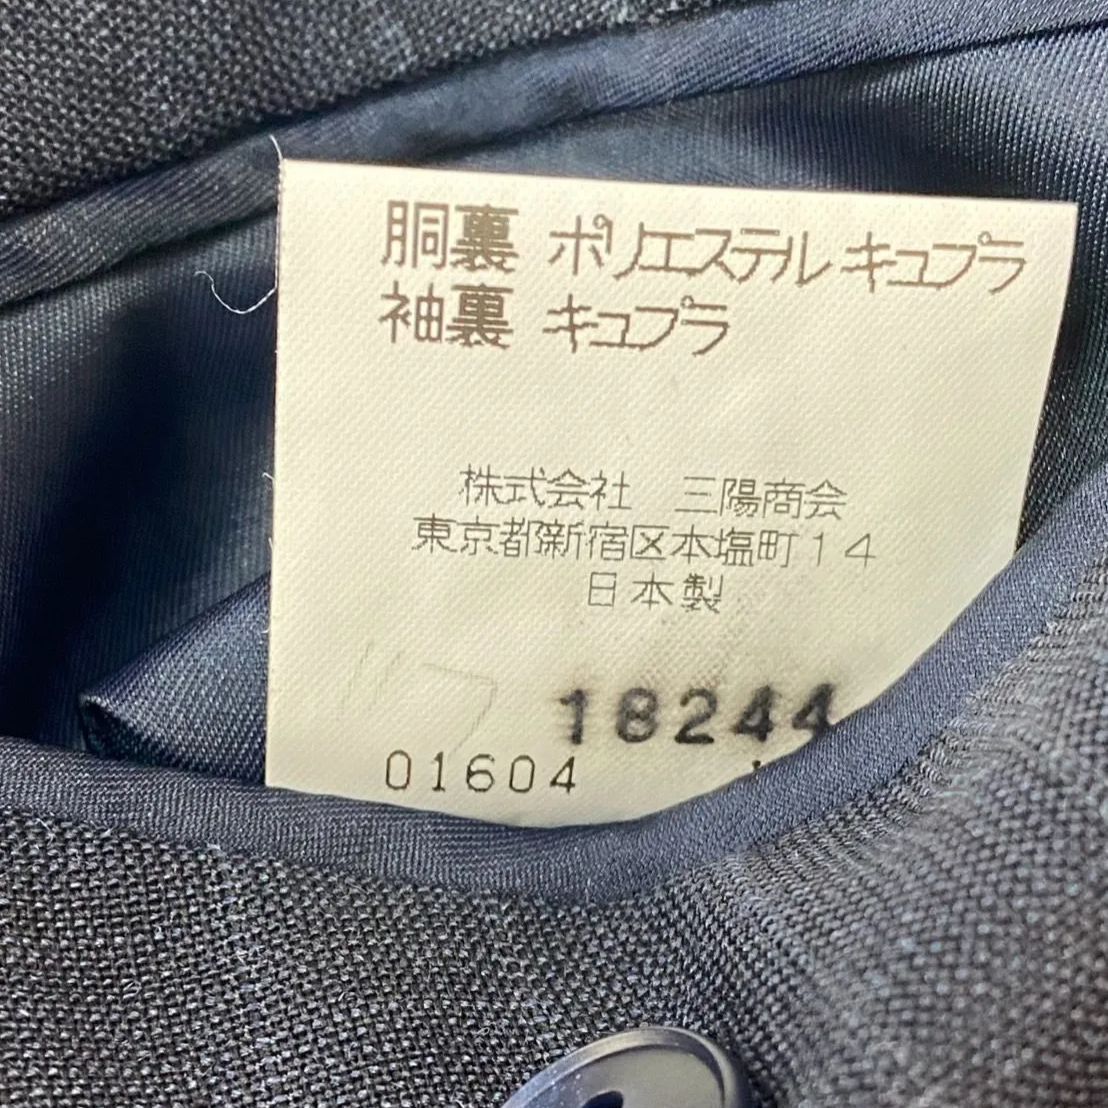 胴裏 ポリエステル キュプラ
袖裏 キュプラ
株式会社 三陽商会
東京都新宿区本塩町14
日本製
18244
01604